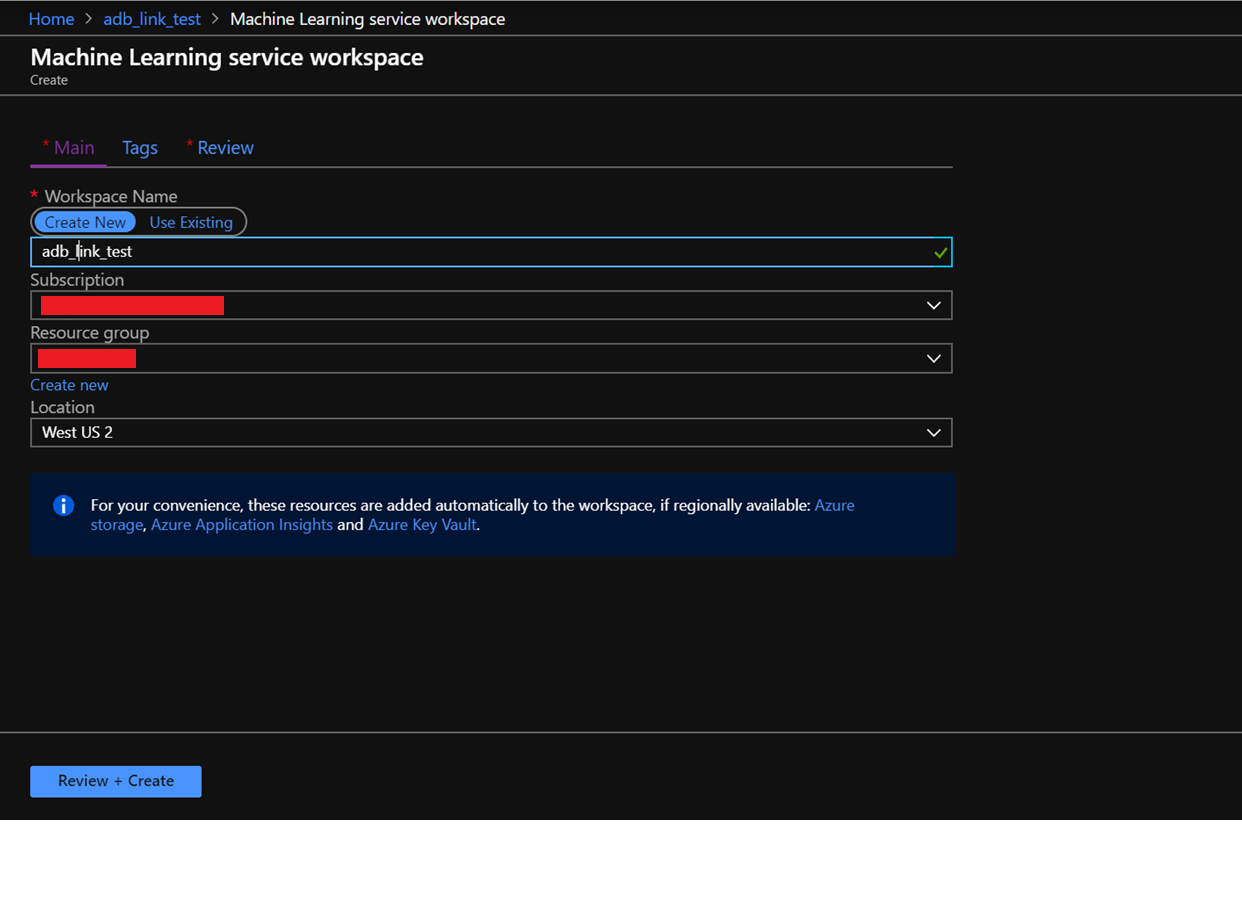 Home > adb_link_test > Machine Learning service workspace
Machine Learning service workspace
Create
* Main Tags * Review
* Workspace Name
Create New Use Existing
adb_link_test
Subscription
Resource group
Create new
Location
West US 2
For your convenience, these resources are added automatically to the workspace, if regionally available: Azure
storage, Azure Application Insights and Azure Key Vault.
Review + Create